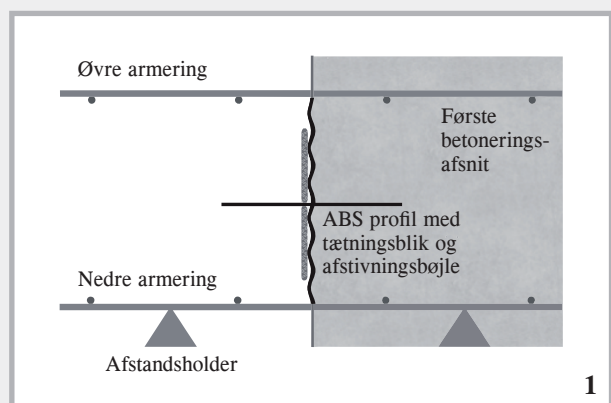 Øvre armering
Første
betonerings-
afsnit
ABS profil med
tætningsblik og
afstivningsbøjle
Nedre armering
Afstandsholder
1